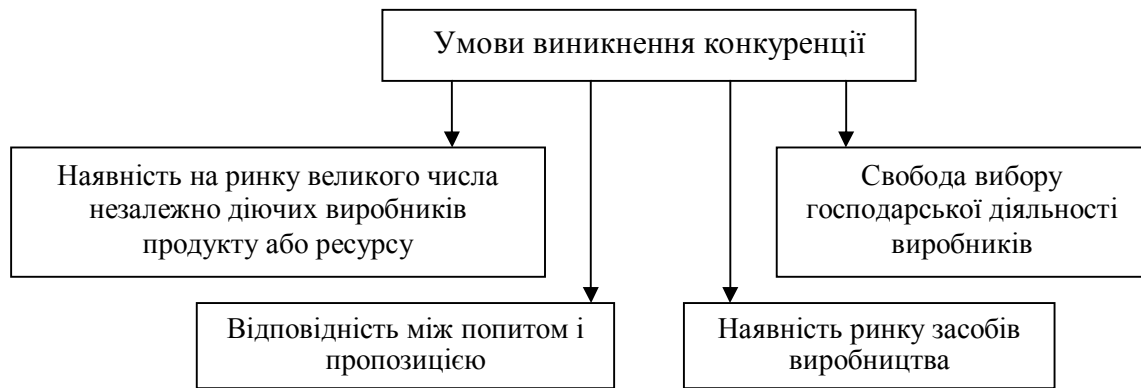 Умови виникнення конкуренції
Наявність на ринку великого числа
незалежно діючих виробників
продукту або ресурсу
Свобода вибору
господарської діяльності
виробників
Відповідність між попитом і
пропозицією
Наявність ринку засобів
виробництва